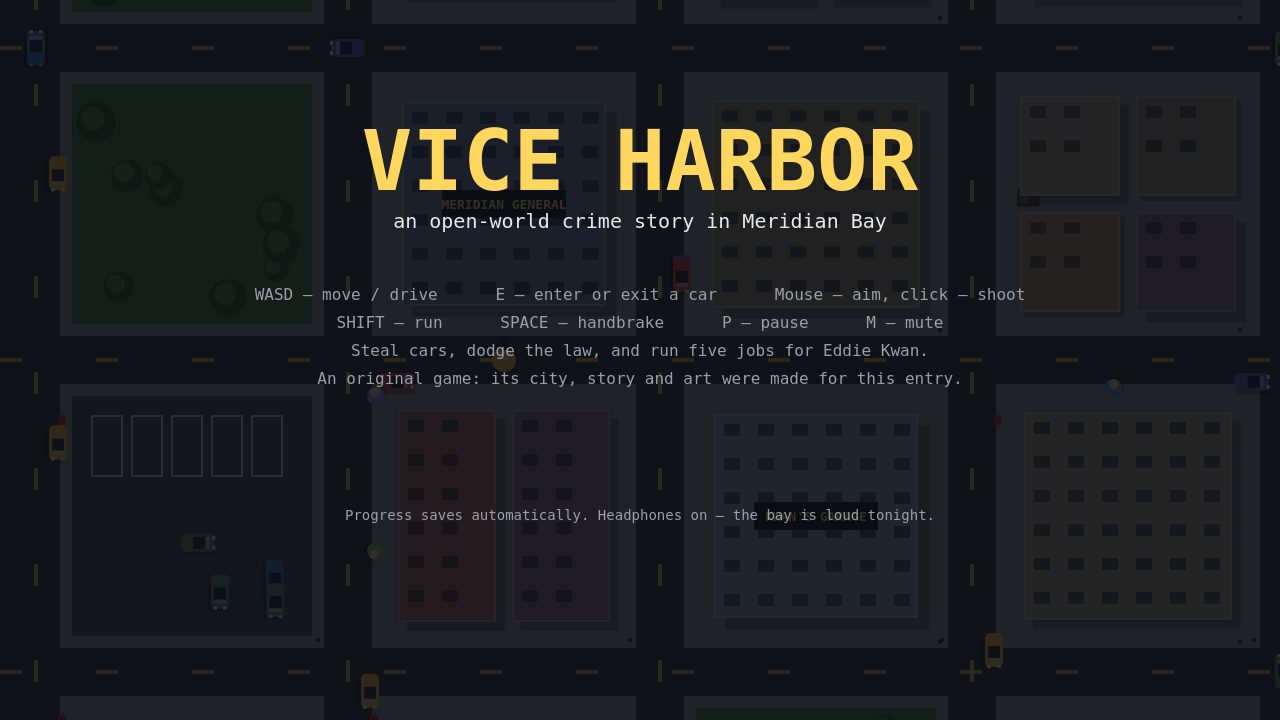 VICE HARBOR
MERIDIAN GENERAL
an open-world crime story in Meridian Bay
WASD — move / drive E — enter or exit a car Mouse — aim, click — shoot
SHIFT — run SPACE — handbrake P — pause M — mute
Steal cars, dodge the law, and run five jobs for Eddie Kwan.
An original game: its city, story and art were made for this entry.
Progress saves automatically. Headphones on — the bay is loud tonight.